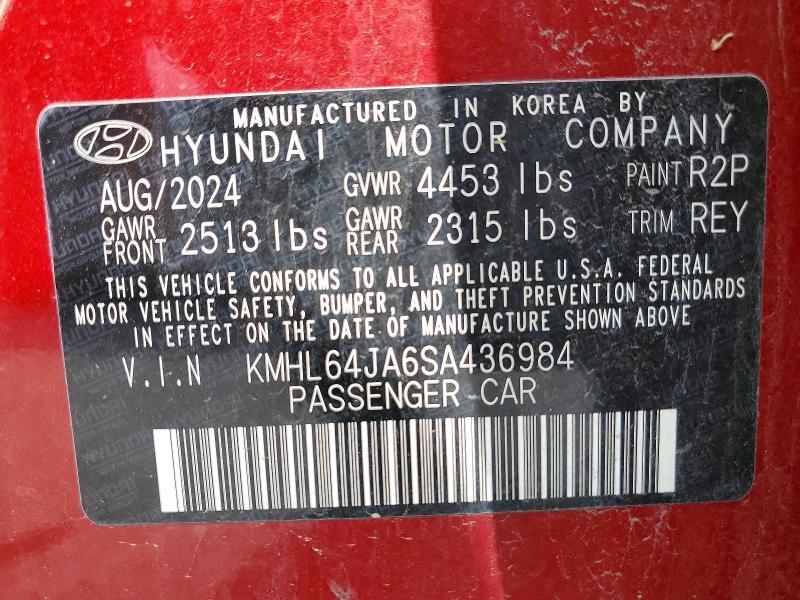 MANUFACTURED IN KOREA BY
HYUNDAI MOTOR COMPANY
AUG/2024 GVWR 4453 lbs PAINT R2P
GAWR FRONT 2513 lbs GAWR REAR 2315 lbs TRIM REY
THIS VEHICLE CONFORMS TO ALL APPLICABLE U.S.A. FEDERAL
MOTOR VEHICLE SAFETY, BUMPER, AND THEFT PREVENTION STANDARDS
IN EFFECT ON THE DATE OF MANUFACTURE SHOWN ABOVE
V.I.N KMHL64JA6SA436984
PASSENGER CAR